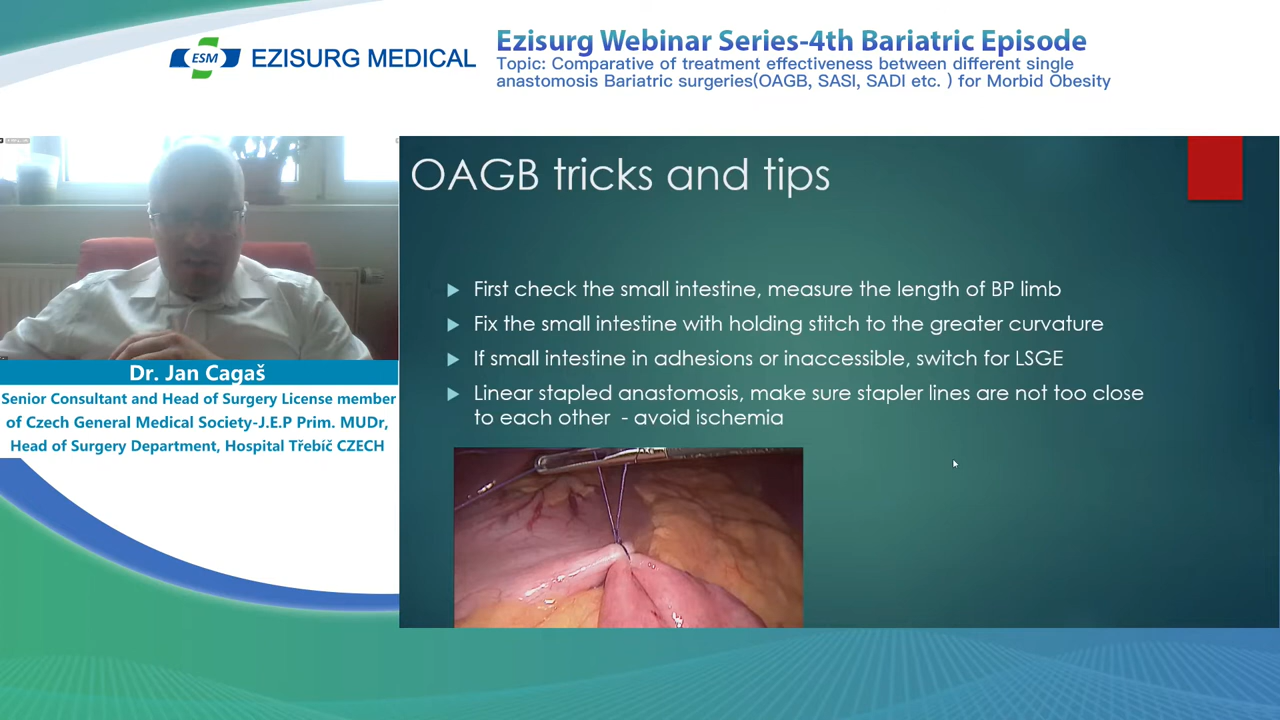 ESM
EZISURG MEDICAL
Ezisurg Webinar Series-4th Bariatric Episode
Topic: Comparative of treatment effectiveness between different single
anastomosis Bariatric surgeries(OAGB, SASI, SADI etc. ) for Morbid Obesity
OAGB tricks and tips
First check the small intestine, measure the length of BP limb
Fix the small intestine with holding stitch to the greater curvature
If small intestine in adhesions or inaccessible, switch for LSGE
Linear stapled anastomosis, make sure stapler lines are not too close
to each other - avoid ischemia
Dr. Jan Cagaš
Senior Consultant and Head of Surgery License member
of Czech General Medical Society-J.E.P Prim. MUDr,
Head of Surgery Department, Hospital Třebíč CZECH